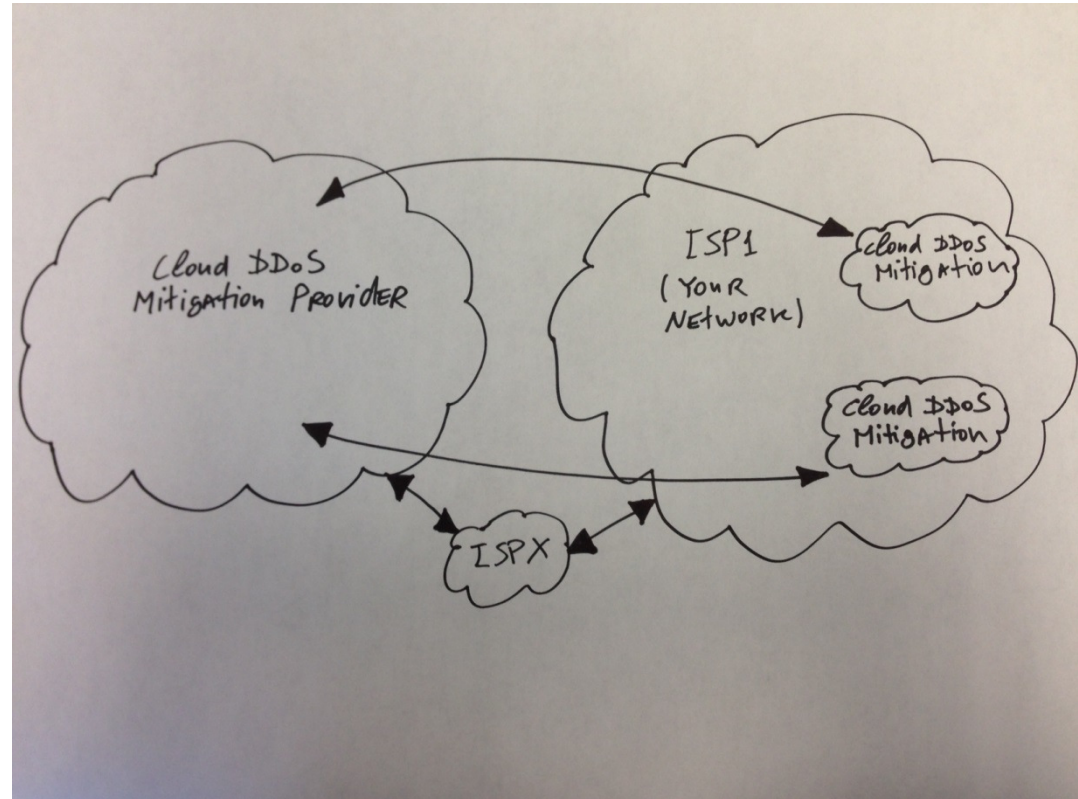 Cloud DDoS
Mitigation Provider
ISP1
(Your
Network)
Cloud DDoS
Mitigation
Cloud DDoS
Mitigation
ISPX